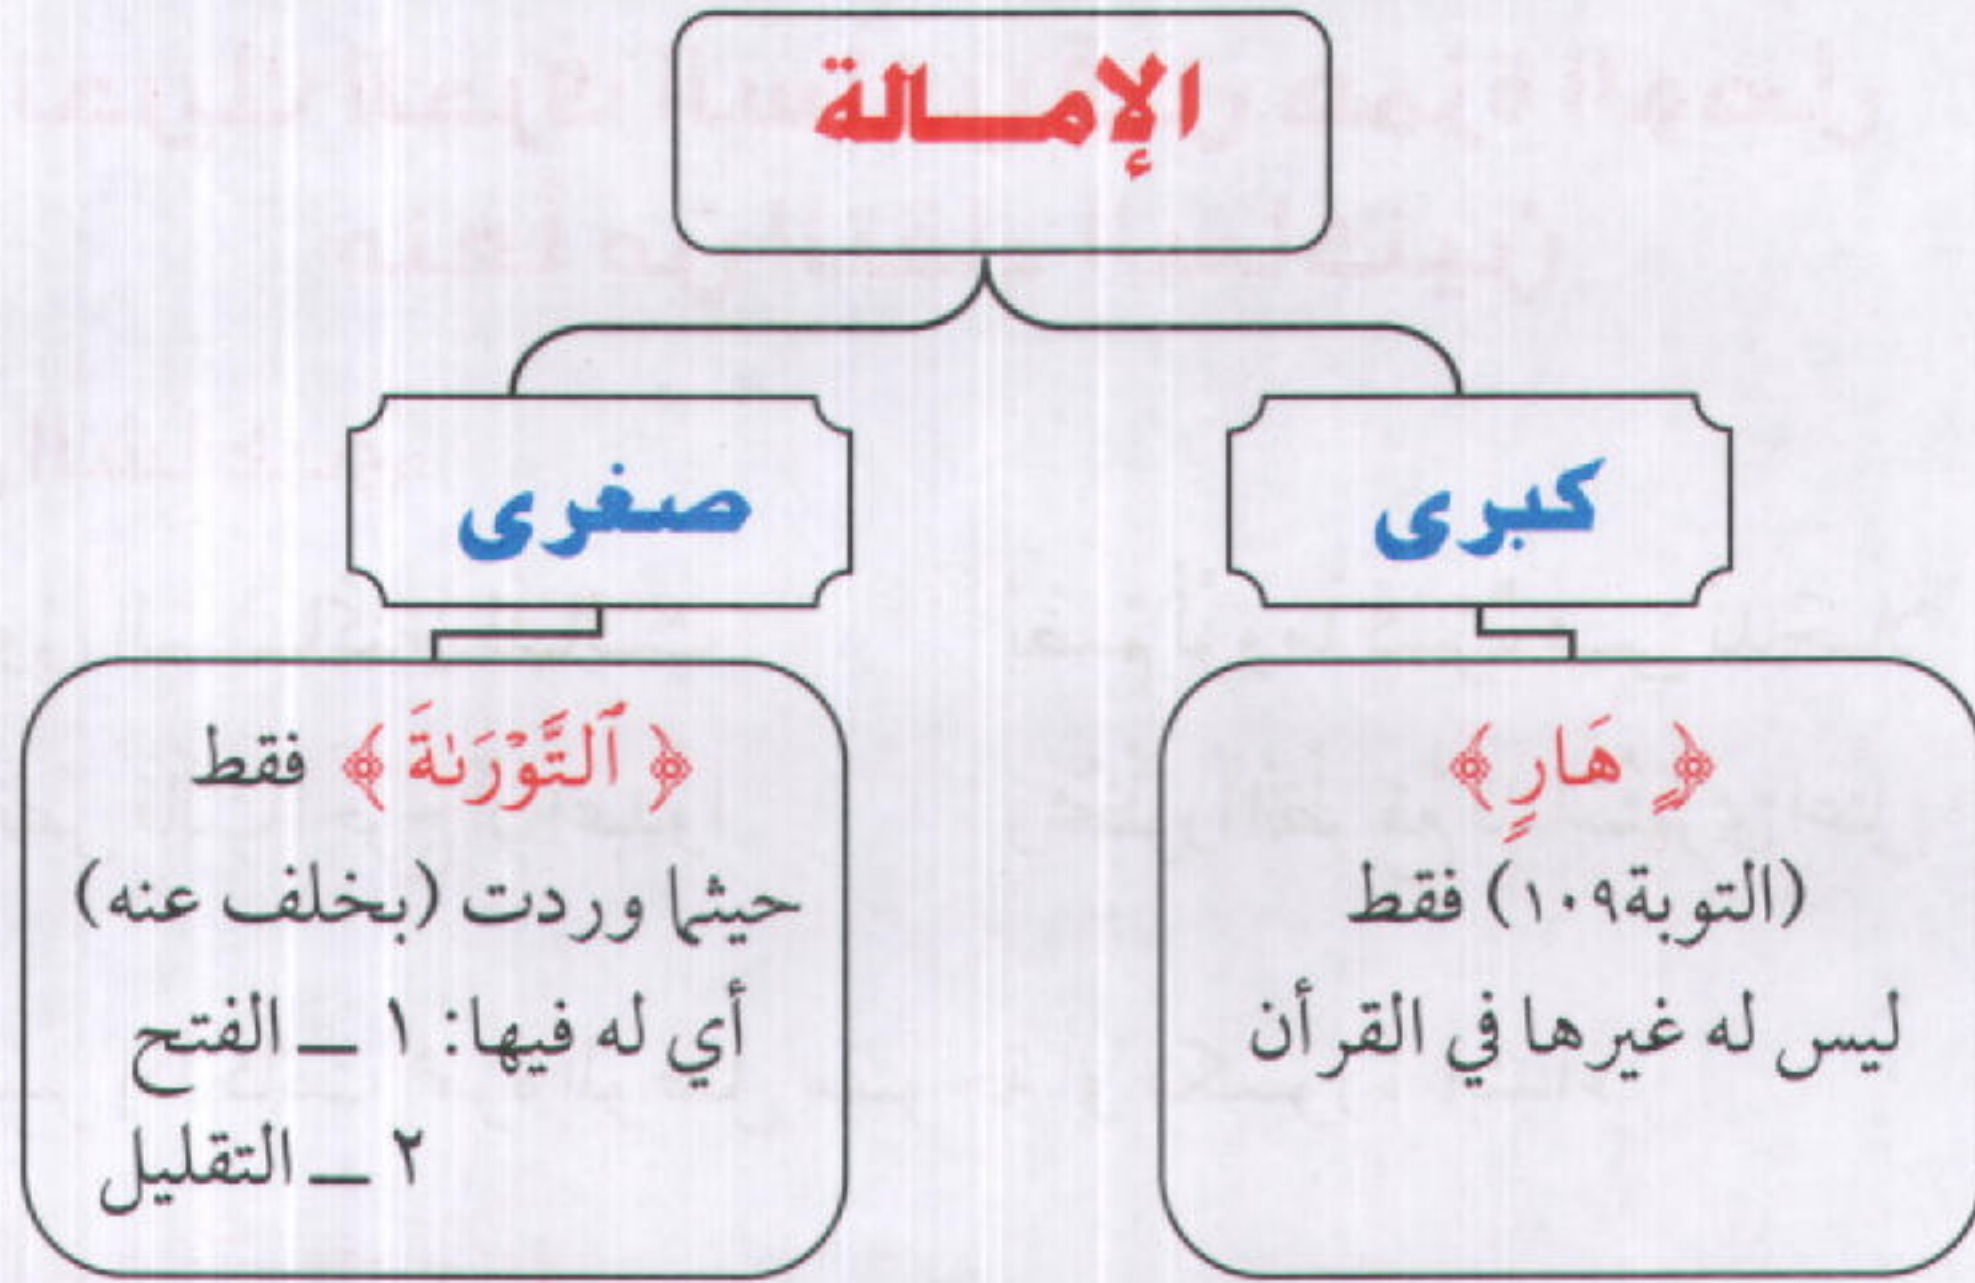 الإمالة
كبرى
صغرى
﴿ هَارٍ ﴾
(التوبة١٠٩) فقط
ليس له غيرها في القرأن
﴿ ٱلتَّوْرَىٰةَ ﴾ فقط
حيثما وردت (بخلف عنه)
أي له فيها: ١ ـ الفتح
٢ ـ التقليل